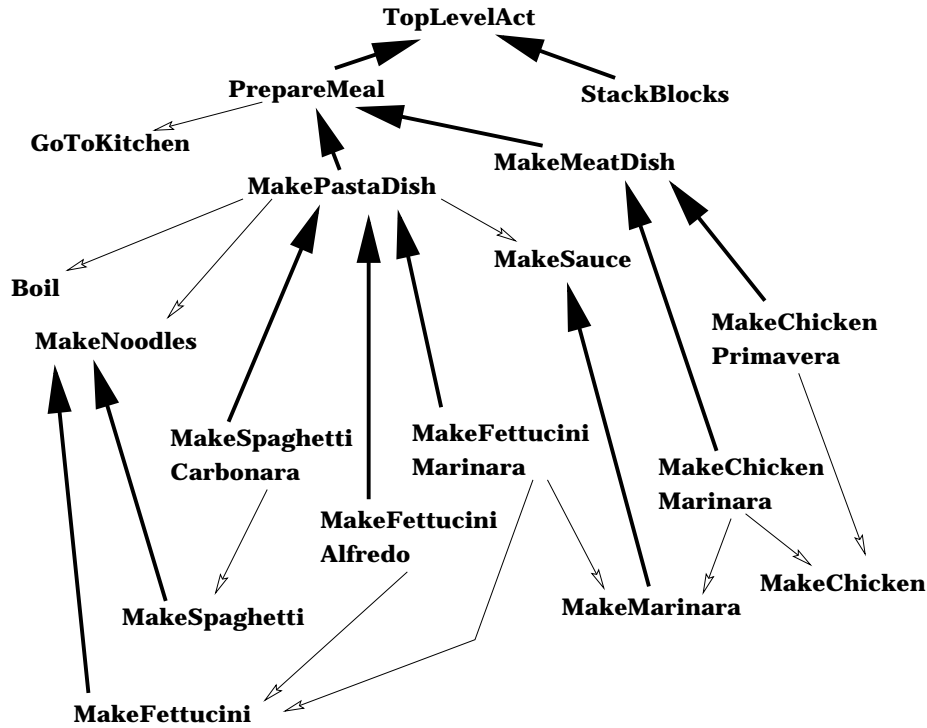 TopLevelAct
PrepareMeal
StackBlocks
GoToKitchen
MakeMeatDish
MakePastaDish
MakeSauce
Boil
MakeNoodles
MakeChicken
Primavera
MakeSpaghetti
Carbonara
MakeFettucini
Marinara
MakeChicken
Marinara
MakeFettucini
Alfredo
MakeChicken
MakeMarinara
MakeSpaghetti
MakeFettucini